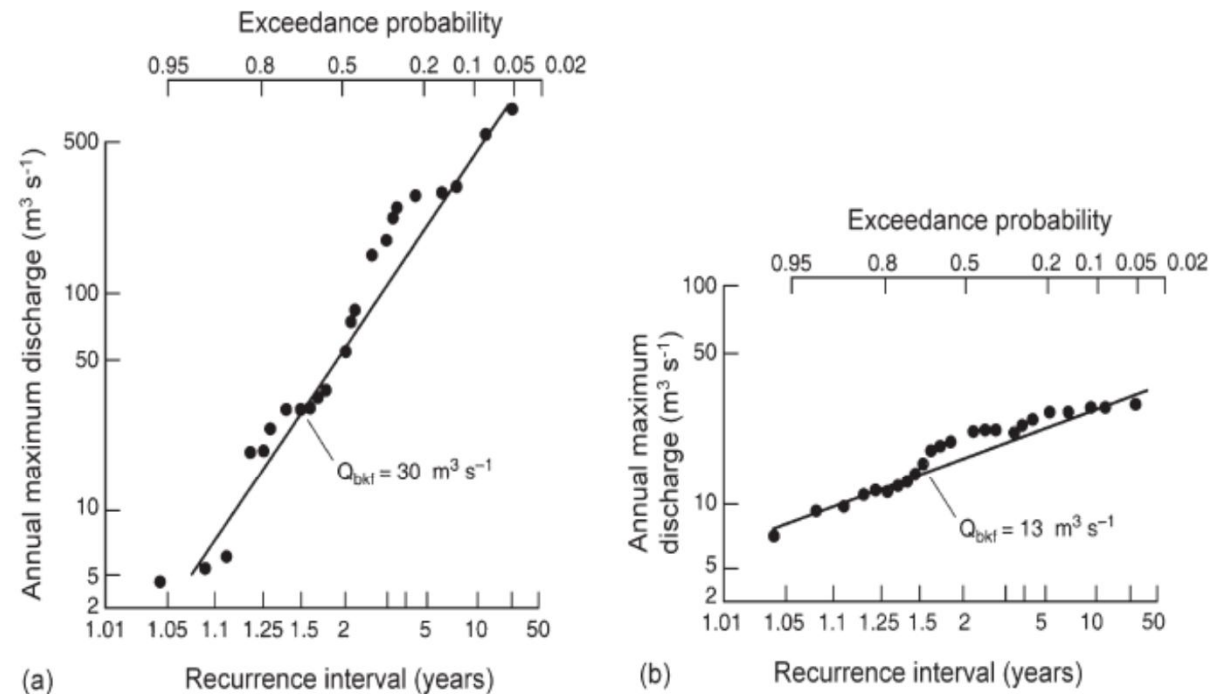 Exceedance probability
0.95 0.8 0.5 0.2 0.1 0.05 0.02
Annual maximum discharge (m³ s⁻¹)
500
100
50
10
5
2
Qbkf = 30 m³ s⁻¹
1.01 1.05 1.1 1.25 1.5 2 5 10 50
(a) Recurrence interval (years)
Exceedance probability
0.95 0.8 0.5 0.2 0.1 0.05 0.02
Annual maximum
discharge (m³ s⁻¹)
100
50
10
5
2
Qbkf = 13 m³ s⁻¹
1.01 1.05 1.1 1.25 1.5 2 5 10 50
(b) Recurrence interval (years)